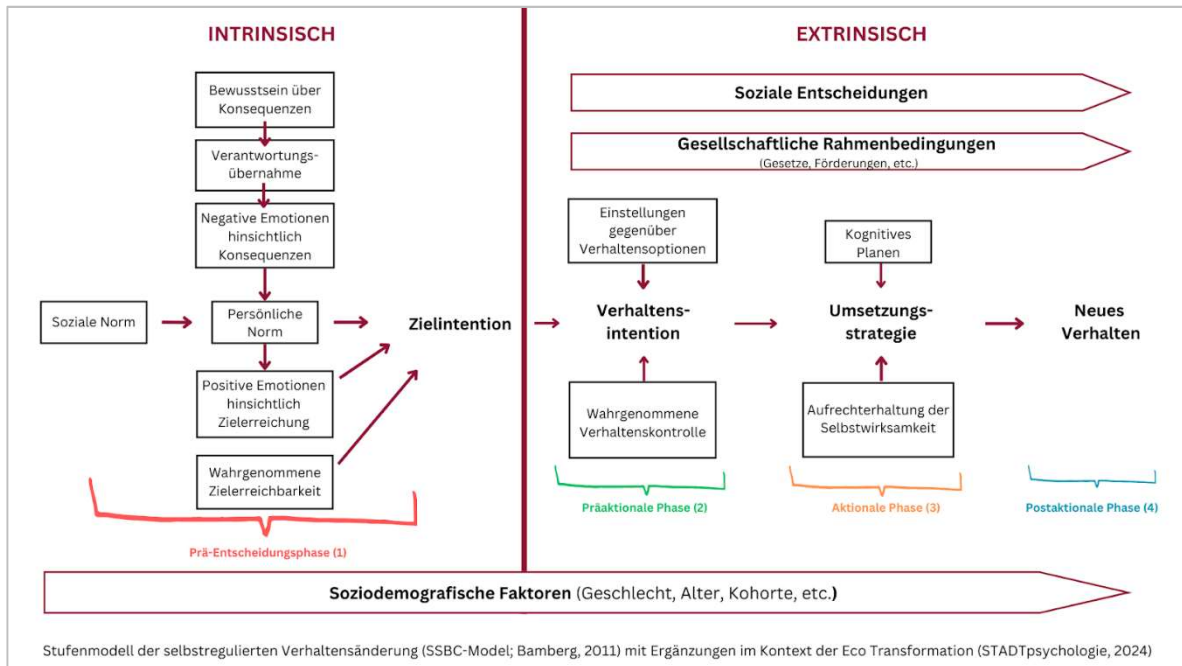 INTRINSISCH
Bewusstsein über
Konsequenzen
Verantwortungs-
übernahme
Negative Emotionen
hinsichtlich
Konsequenzen
Soziale Norm
Persönliche
Norm
Zielintention
Positive Emotionen
hinsichtlich
Zielerreichung
Wahrgenommene
Zielerreichbarkeit
Prä-Entscheidungsphase (1)
EXTRINSISCH
Soziale Entscheidungen
Gesellschaftliche Rahmenbedingungen
(Gesetze, Förderungen, etc.)
Einstellungen
gegenüber
Verhaltensoptionen
Verhaltens-
intention
Wahrgenommene
Verhaltenskontrolle
Präaktionale Phase (2)
Kognitives
Planen
Umsetzungs-
strategie
Aufrechterhaltung der
Selbstwirksamkeit
Aktionale Phase (3)
Neues
Verhalten
Postaktionale Phase (4)
Soziodemografische Faktoren (Geschlecht, Alter, Kohorte, etc.)
Stufenmodell der selbstregulierten Verhaltensänderung (SSBC-Model; Bamberg, 2011) mit Ergänzungen im Kontext der Eco Transformation (STADTpsychologie, 2024)